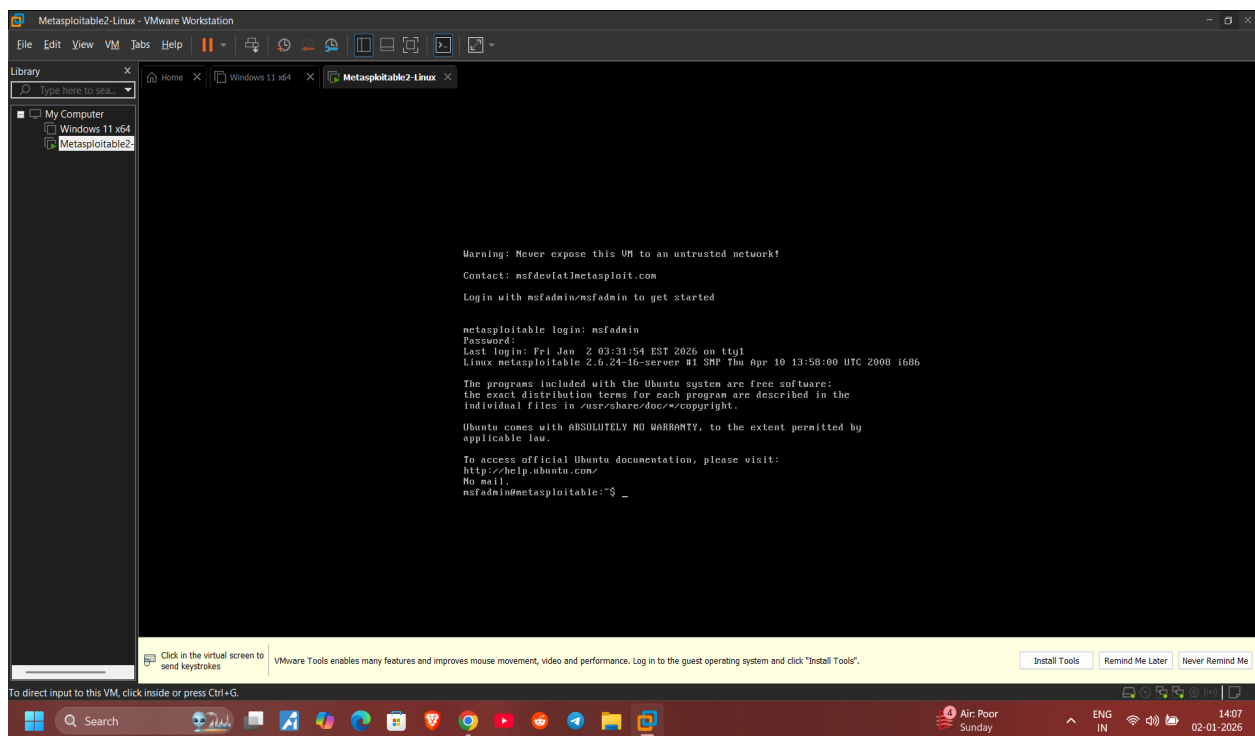 Metasploitable2-Linux - VMware Workstation
File Edit View VM Tabs Help
Library X
Type here to sea...
Home X Windows 11 x64 X Metasploitable2-Linux X
My Computer
Windows 11 x64
Metasploitable2-
Warning: Never expose this VM to an untrusted network!
Contact: msfdev[at]metasploit.com
Login with msfadmin/msfadmin to get started
metasploitable login: msfadmin
Password:
Last login: Fri Jan  2 03:31:54 EST 2026 on tty1
Linux metasploitable 2.6.24-16-server #1 SMP Thu Apr 10 13:58:00 UTC 2008 i686
The programs included with the Ubuntu system are free software;
the exact distribution terms for each program are described in the
individual files in /usr/share/doc/*/copyright.
Ubuntu comes with ABSOLUTELY NO WARRANTY, to the extent permitted by
applicable law.
To access official Ubuntu documentation, please visit:
http://help.ubuntu.com/
No mail.
msfadmin@metasploitable:~$ _
Click in the virtual screen to
send keystrokes
VMware Tools enables many features and improves mouse movement, video and performance. Log in to the guest operating system and click "Install Tools".
Install Tools Remind Me Later Never Remind Me
To direct input to this VM, click inside or press Ctrl+G.
Search
4 Air: Poor
Sunday
ENG
IN
14:07
02-01-2026